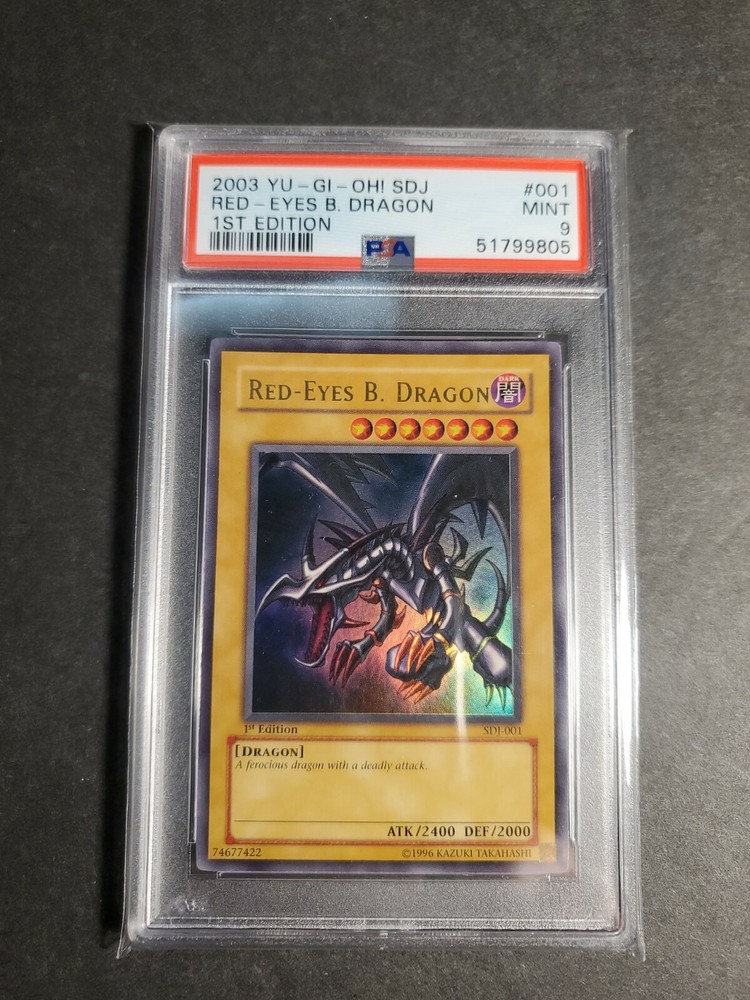 2003 YU-GI-OH! SDJ #001
RED-EYES B. DRAGON MINT
1ST EDITION 9
PSA 51799805
RED-EYES B. DRAGON DARK 闇
1st Edition SDJ-001
[DRAGON]
A ferocious dragon with a deadly attack.
ATK/2400 DEF/2000
74677422 ©1996 KAZUKI TAKAHASHI